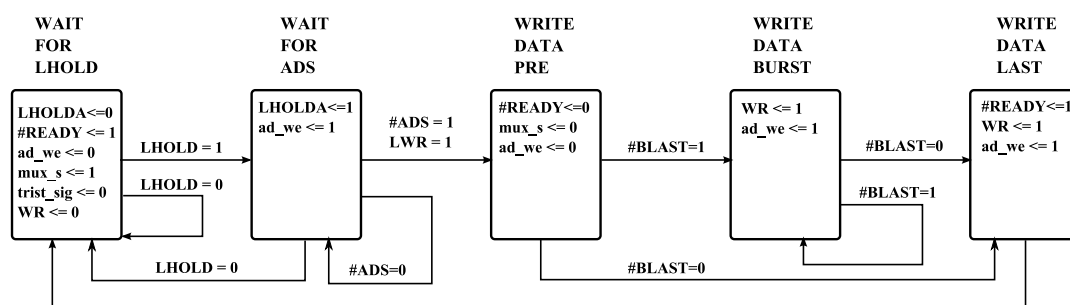 WAIT
FOR
LHOLD
WAIT
FOR
ADS
WRITE
DATA
PRE
WRITE
DATA
BURST
WRITE
DATA
LAST
LHOLDA<=0
#READY <= 1
ad_we <= 0
mux_s <= 1
trist_sig <= 0
WR <= 0
LHOLD = 1
LHOLD = 0
LHOLDA<=1
ad_we <= 1
#ADS = 1
LWR = 1
#READY<=0
mux_s <= 0
ad_we <= 0
#BLAST=1
WR <= 1
ad_we <= 1
#BLAST=0
#BLAST=1
#READY<=1
WR <= 1
ad_we <= 1
LHOLD = 0
#ADS=0
#BLAST=0